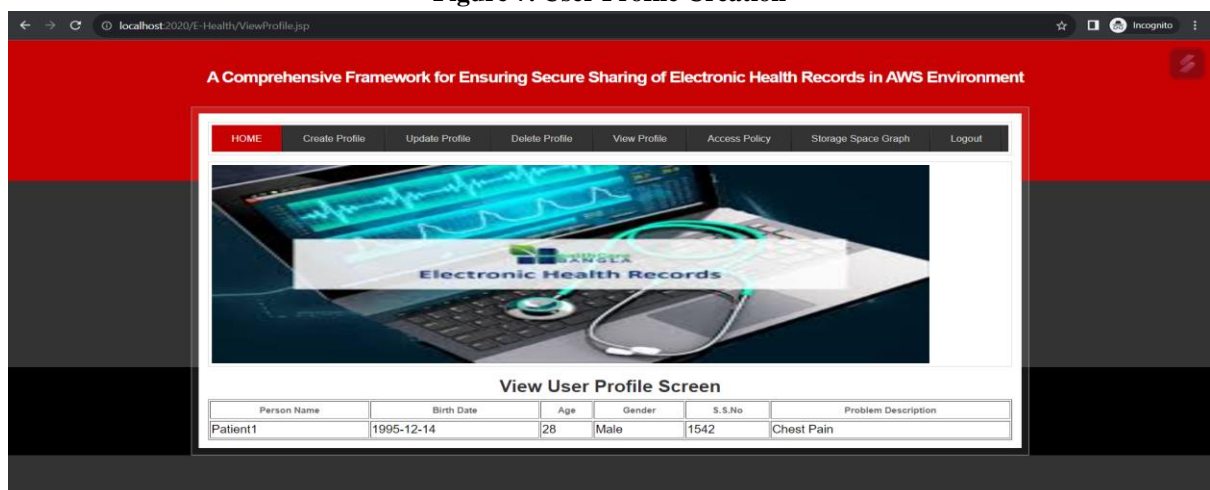 Figure 7: User Profile Creation
localhost:2020/E-Health/ViewProfile.jsp
Incognito
A Comprehensive Framework for Ensuring Secure Sharing of Electronic Health Records in AWS Environment
HOME Create Profile Update Profile Delete Profile View Profile Access Policy Storage Space Graph Logout
BANGLA
Electronic Health Records
View User Profile Screen
Person Name Birth Date Age Gender S.S.No Problem Description
Patient1 1995-12-14 28 Male 1542 Chest Pain